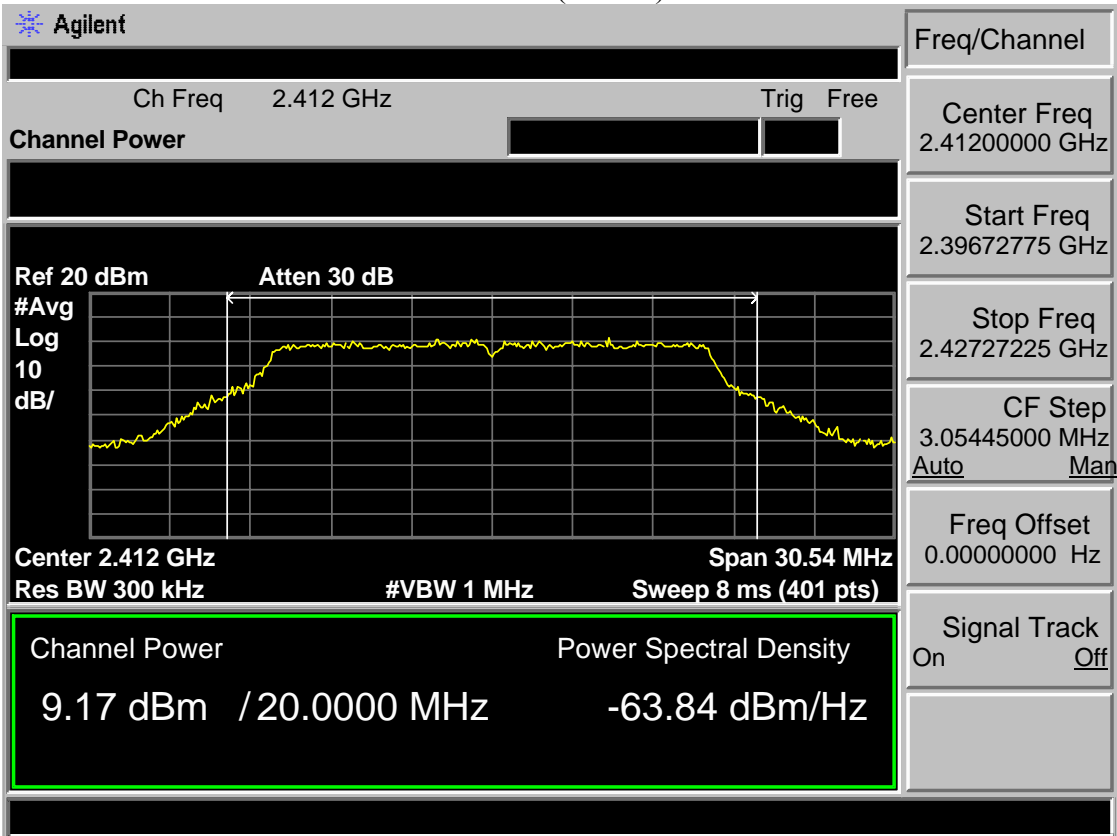 Agilent
Freq/Channel
Ch Freq 2.412 GHz Trig Free
Channel Power
Center Freq
2.41200000 GHz
Start Freq
2.39672775 GHz
Stop Freq
2.42727225 GHz
CF Step
3.05445000 MHz
Auto Man
Freq Offset
0.00000000 Hz
Signal Track
On Off
Ref 20 dBm Atten 30 dB
#Avg
Log
10
dB/
Center 2.412 GHz Span 30.54 MHz
Res BW 300 kHz #VBW 1 MHz Sweep 8 ms (401 pts)
Channel Power Power Spectral Density
9.17 dBm / 20.0000 MHz -63.84 dBm/Hz